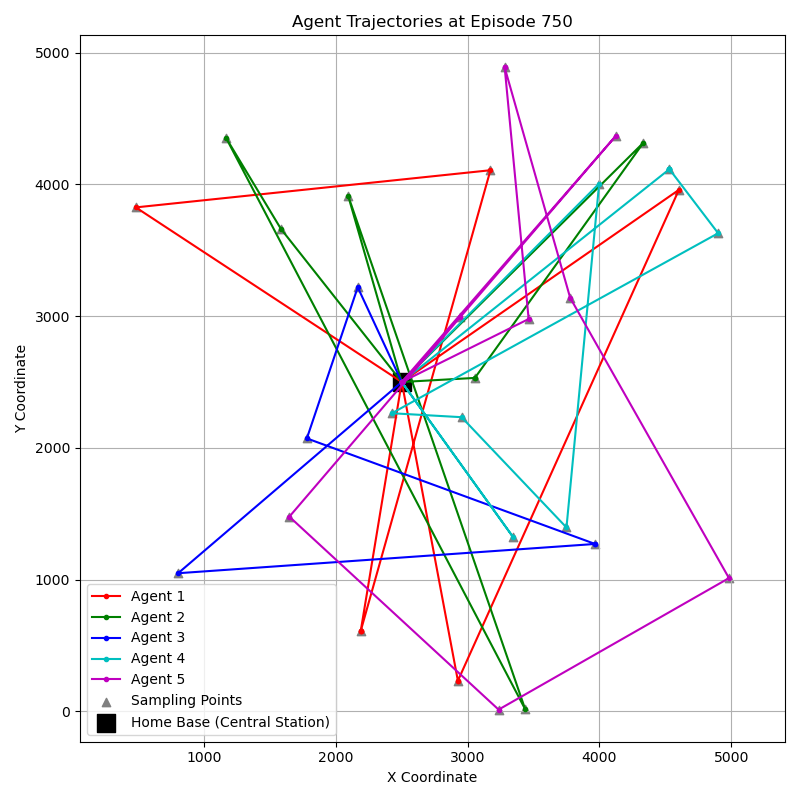 Agent Trajectories at Episode 750
Y Coordinate
5000
4000
3000
2000
1000
0
Agent 1
Agent 2
Agent 3
Agent 4
Agent 5
Sampling Points
Home Base (Central Station)
1000 2000 3000 4000 5000
X Coordinate